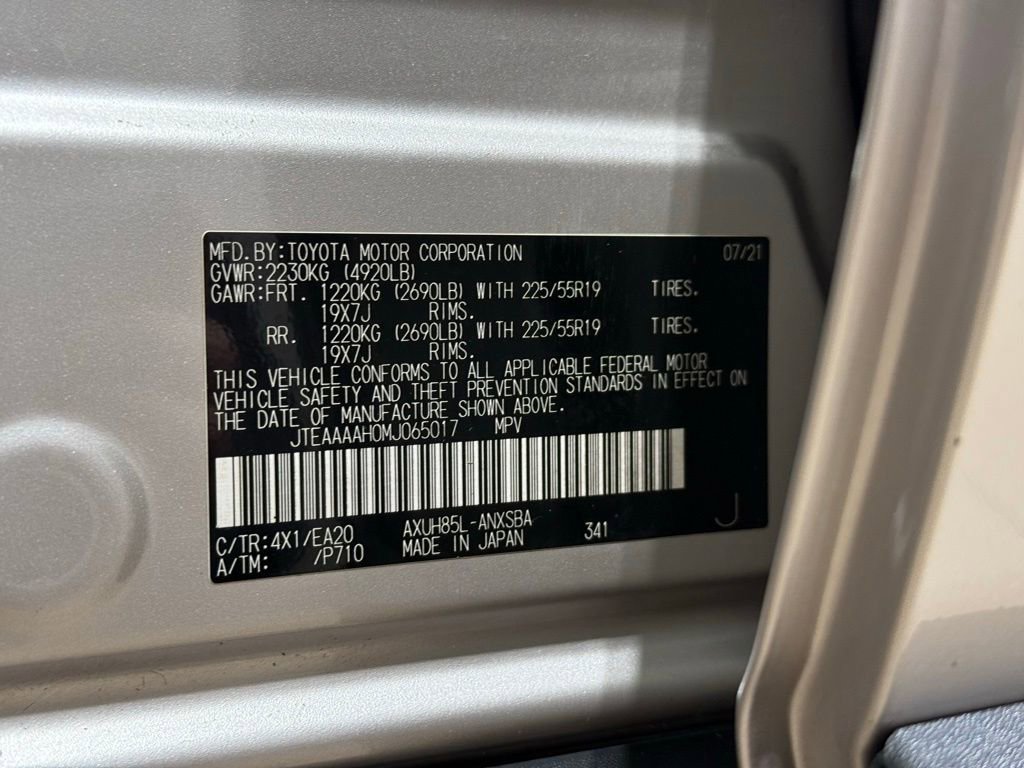 MFD.BY:TOYOTA MOTOR CORPORATION 07/21
GVWR:2230KG (4920LB)
GAWR:FRT. 1220KG (2690LB) WITH 225/55R19 TIRES.
19X7J RIMS.
RR. 1220KG (2690LB) WITH 225/55R19 TIRES.
19X7J RIMS.
THIS VEHICLE CONFORMS TO ALL APPLICABLE FEDERAL MOTOR
VEHICLE SAFETY AND THEFT PREVENTION STANDARDS IN EFFECT ON
THE DATE OF MANUFACTURE SHOWN ABOVE.
JTEAAAAH0MJ065017 MPV
C/TR:4X1/EA20 AXUH85L-ANXSBA 341 J
A/TM: /P710 MADE IN JAPAN